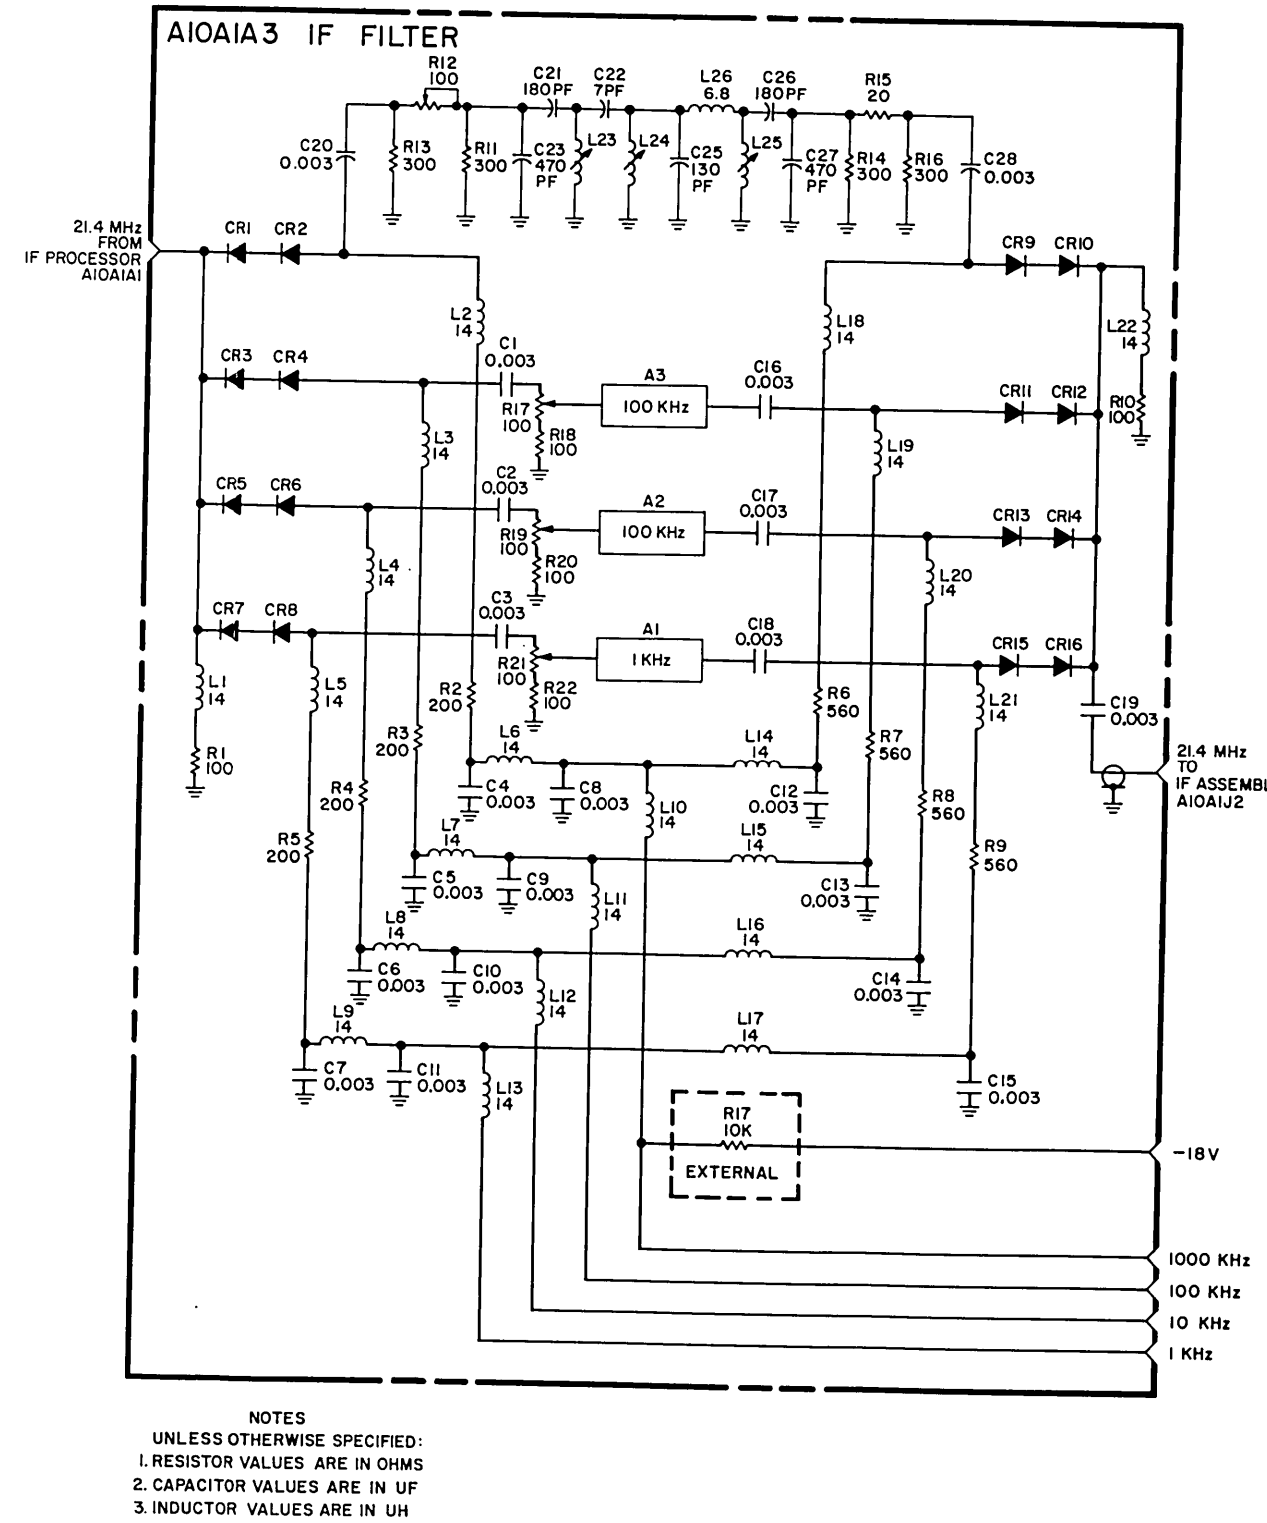 A10A1A3 IF FILTER
R12
100
C21
180PF
C22
7PF
L26
6.8
C26
180PF
R15
20
C20
0.003
R13
300
R11
300
C23
470
PF
L23
L24
C25
130
PF
L25
C27
470
PF
R14
300
R16
300
C28
0.003
21.4 MHz
FROM
IF PROCESSOR
A10A1A1
CR1
CR2
CR9
CR10
L2
14
L18
14
L22
14
CR3
CR4
C1
0.003
A3
100 KHz
C16
0.003
CR11
CR12
R17
100
R18
100
R10
100
L3
14
L19
14
CR5
CR6
C2
0.003
A2
100 KHz
C17
0.003
CR13
CR14
R19
100
R20
100
L4
14
L20
14
CR7
CR8
C3
0.003
A1
1 KHz
C18
0.003
CR15
CR16
R21
100
R22
100
L1
14
L5
14
R2
200
R6
560
L21
14
C19
0.003
R1
100
R3
200
L6
14
L14
14
R7
560
21.4 MHz
TO
IF ASSEMBL
A10A1J2
R4
200
C4
0.003
C8
0.003
L10
14
C12
0.003
R8
560
R5
200
L7
14
L15
14
R9
560
C5
0.003
C9
0.003
L11
14
C13
0.003
L8
14
L16
14
C6
0.003
C10
0.003
L12
14
C14
0.003
L9
14
L17
14
C7
0.003
C11
0.003
L13
14
C15
0.003
R17
10K
EXTERNAL
-18V
1000 KHz
100 KHz
10 KHz
1 KHz
NOTES
UNLESS OTHERWISE SPECIFIED:
1. RESISTOR VALUES ARE IN OHMS
2. CAPACITOR VALUES ARE IN UF
3. INDUCTOR VALUES ARE IN UH